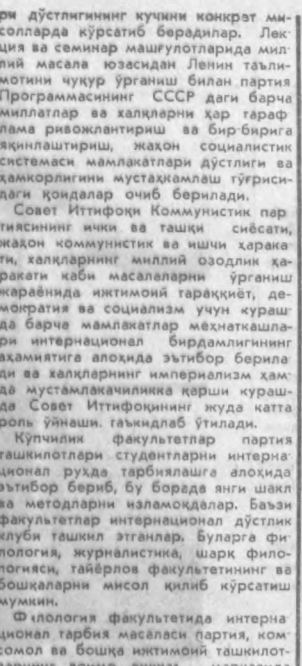 ри дўстлигининг кучини конкрет ми-
солларда кўрсатиб берадилар. Лек-
ция ва семинар машғулотларида мил-
лий масала юзасидан Ленин таъли-
мотини чуқур ўрганиш билан партия
Программасининг СССР даги барча
миллатлар ва халқларни ҳар тараф
лама ривожлантириш ва бир-бирига
яқинлаштириш, жаҳон социалистик
системаси мамлакатлари дўстлиги ва
ҳамкорлигини мустаҳкамлаш тўғриси-
даги қоидалар очиб берилади.
Совет Иттифоқи Коммунистик пар
тиясининг ички ва ташқи сиёсати,
жаҳон коммунистик ва ишчи ҳарака-
ти, халқларнинг миллий озодлик ҳа-
ракати каби масалаларни ўрганиш
жараёнида ижтимоий тараққиёт, де-
мократия ва социализм учун кураш-
да барча мамлакатлар меҳнаткашла-
ри интернационал бирдамлигининг
аҳамиятига алоҳида эътибор берила-
ди ва халқларнинг империализм ҳам-
да мустамлакачиликка қарши кураш-
да Совет Иттифоқининг жуда катта
роль ўйнаши. таъкидлаб ўтилади.
Кўпчилик факультетлар партия
ташкилотлари студентларни интерна-
ционал руҳда тарбиялашга алоҳида
эътибор бериб, бу борада янги шакл
ва методларни изламоқдалар. Баъзи
факультетлар интернационал дўстлик
клуби ташкил этганлар. Буларга фи-
лология, журналистика, шарқ фило-
логияси, тайёрлов факультетининг ва
бошқаларни мисол қилиб кўрсатиш
мумкин.
Филология факультетида интерна-
ционал тарбия масаласи партия, ком-
сомол ва бошқа ижтимоий ташкилот-